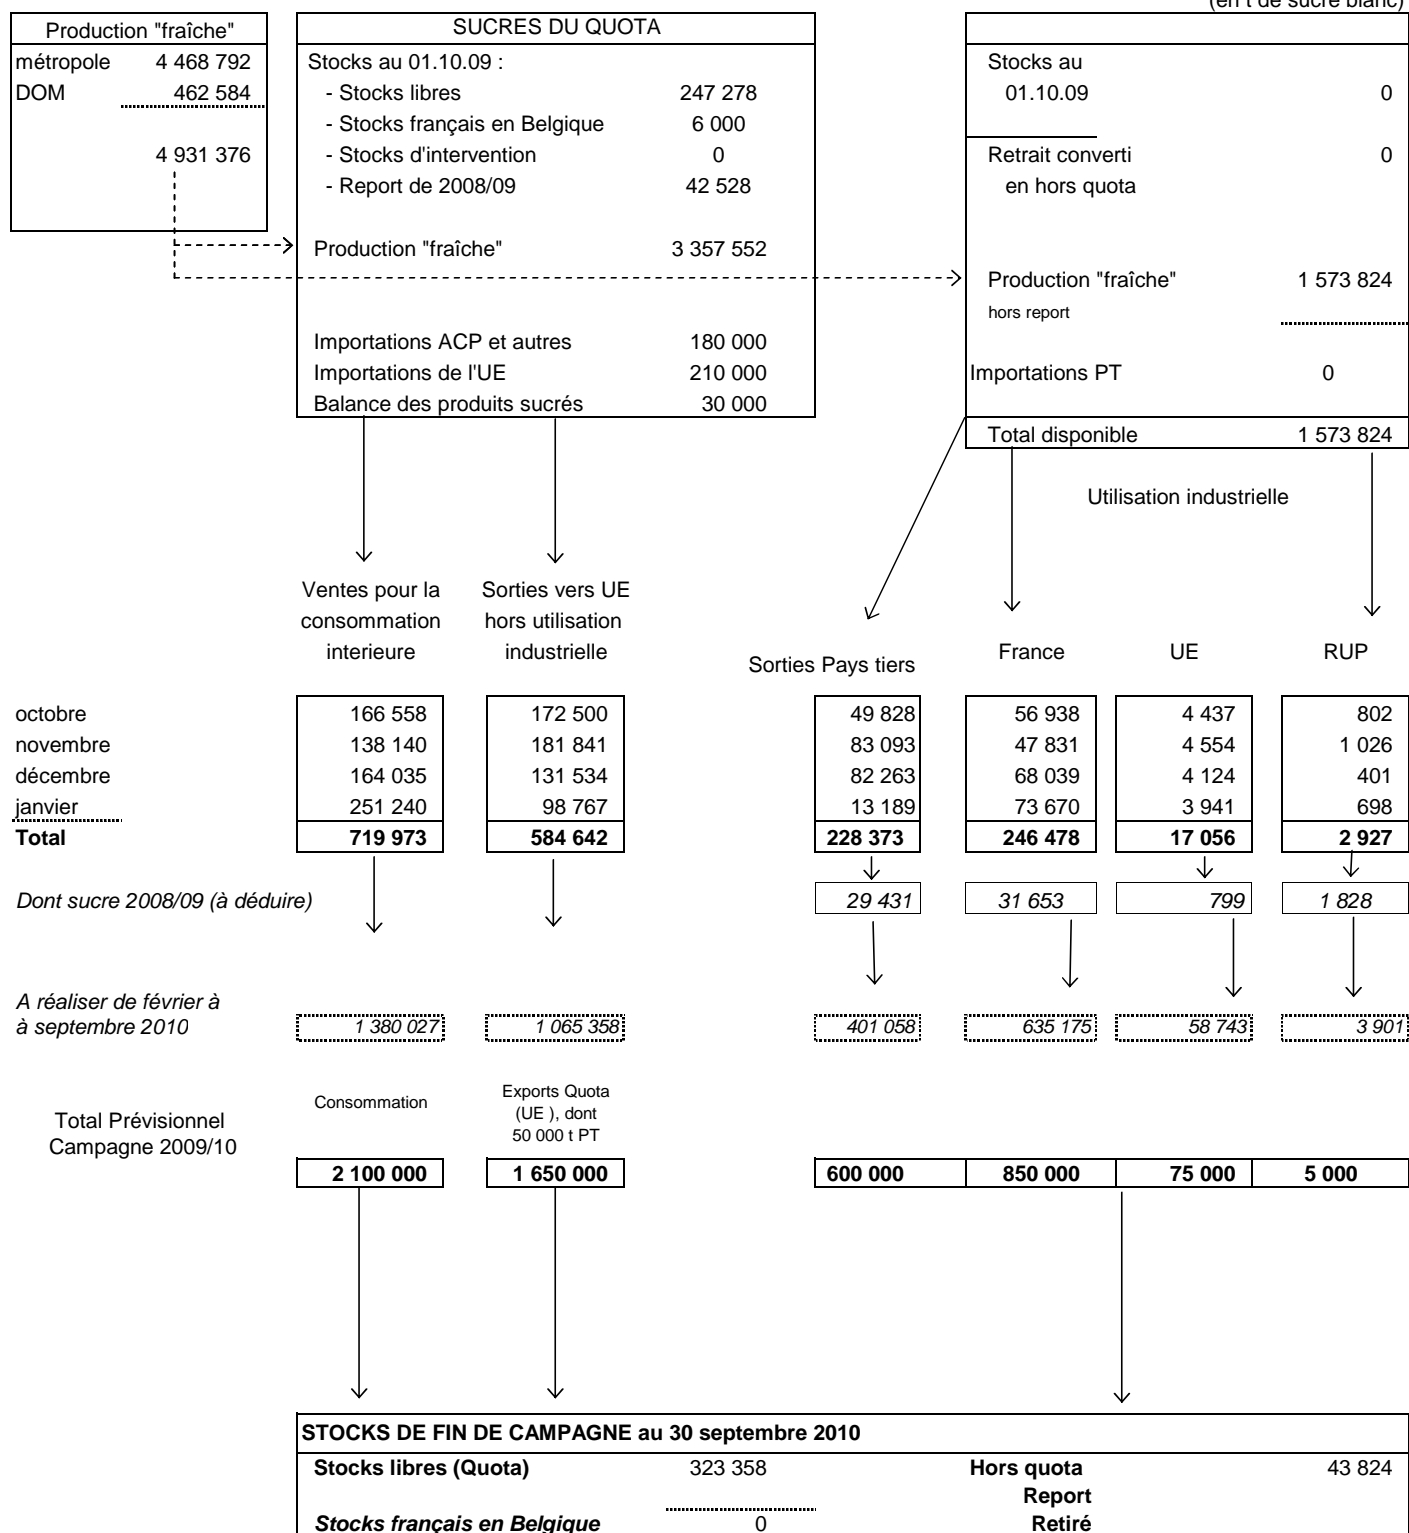 (en t de sucre blanc)
Production "fraîche"
métropole 4 468 792
DOM 462 584
4 931 376
SUCRES DU QUOTA
Stocks au 01.10.09 :
- Stocks libres 247 278
- Stocks français en Belgique 6 000
- Stocks d'intervention 0
- Report de 2008/09 42 528
Production "fraîche" 3 357 552
Importations ACP et autres 180 000
Importations de l'UE 210 000
Balance des produits sucrés 30 000
Stocks au
01.10.09 0
Retrait converti 0
en hors quota
Production "fraîche" 1 573 824
hors report
Importations PT 0
Total disponible 1 573 824
Utilisation industrielle
Ventes pour la
consommation
interieure
Sorties vers UE
hors utilisation
industrielle
Sorties Pays tiers
France
UE
RUP
octobre 166 558 172 500 49 828 56 938 4 437 802
novembre 138 140 181 841 83 093 47 831 4 554 1 026
décembre 164 035 131 534 82 263 68 039 4 124 401
janvier 251 240 98 767 13 189 73 670 3 941 698
Total 719 973 584 642 228 373 246 478 17 056 2 927
Dont sucre 2008/09 (à déduire) 29 431 31 653 799 1 828
A réaliser de février à
à septembre 2010 1 380 027 1 065 358 401 058 635 175 58 743 3 901
Total Prévisionnel
Campagne 2009/10
Consommation
Exports Quota
(UE ), dont
50 000 t PT
2 100 000 1 650 000 600 000 850 000 75 000 5 000
STOCKS DE FIN DE CAMPAGNE au 30 septembre 2010
Stocks libres (Quota) 323 358 Hors quota 43 824
Report
Stocks français en Belgique 0 Retiré